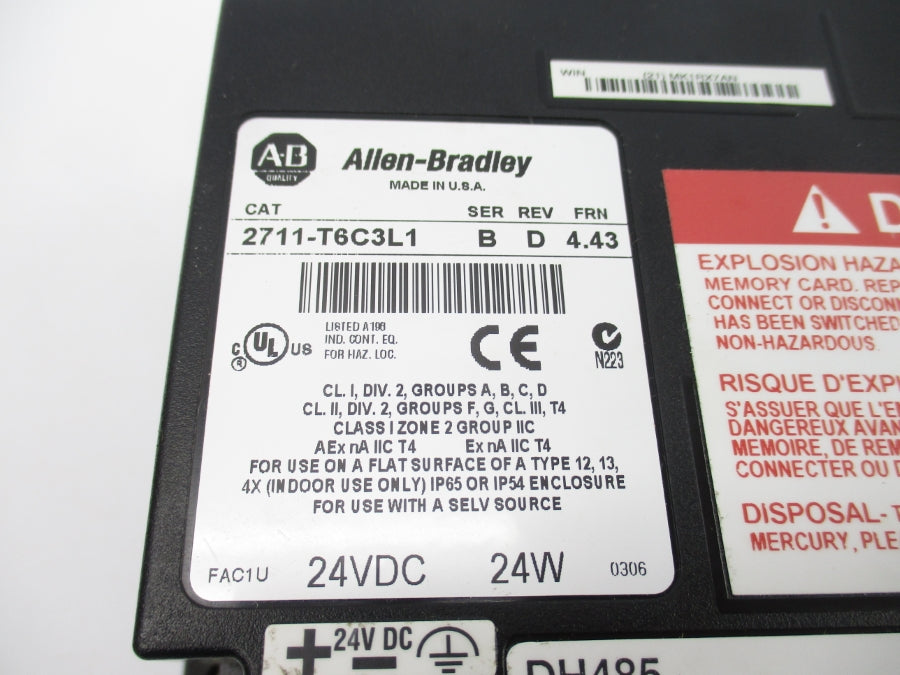 WIN
(21) MK1RX7AN
A-B
QUALITY
Allen-Bradley
MADE IN U.S.A.
CAT SER REV FRN
2711-T6C3L1 B D 4.43
C UL US
R
LISTED A196
IND. CONT. EQ.
FOR HAZ. LOC.
CE
N223
CL. I, DIV. 2, GROUPS A, B, C, D
CL. II, DIV. 2, GROUPS F, G, CL. III, T4
CLASS I ZONE 2 GROUP IIC
AEx nA IIC T4 Ex nA IIC T4
FOR USE ON A FLAT SURFACE OF A TYPE 12, 13,
4X (INDOOR USE ONLY) IP65 OR IP54 ENCLOSURE
FOR USE WITH A SELV SOURCE
FAC1U 24VDC 24W 0306
+ 24V DC -
DH485
EXPLOSION HAZA
MEMORY CARD. REP
CONNECT OR DISCONN
HAS BEEN SWITCHED
NON-HAZARDOUS.
RISQUE D'EXP
S'ASSUER QUE L'E
DANGEREUX AVAN
MEMOIRE, DE REM
CONNECTER OU D
DISPOSAL-
MERCURY, PLE